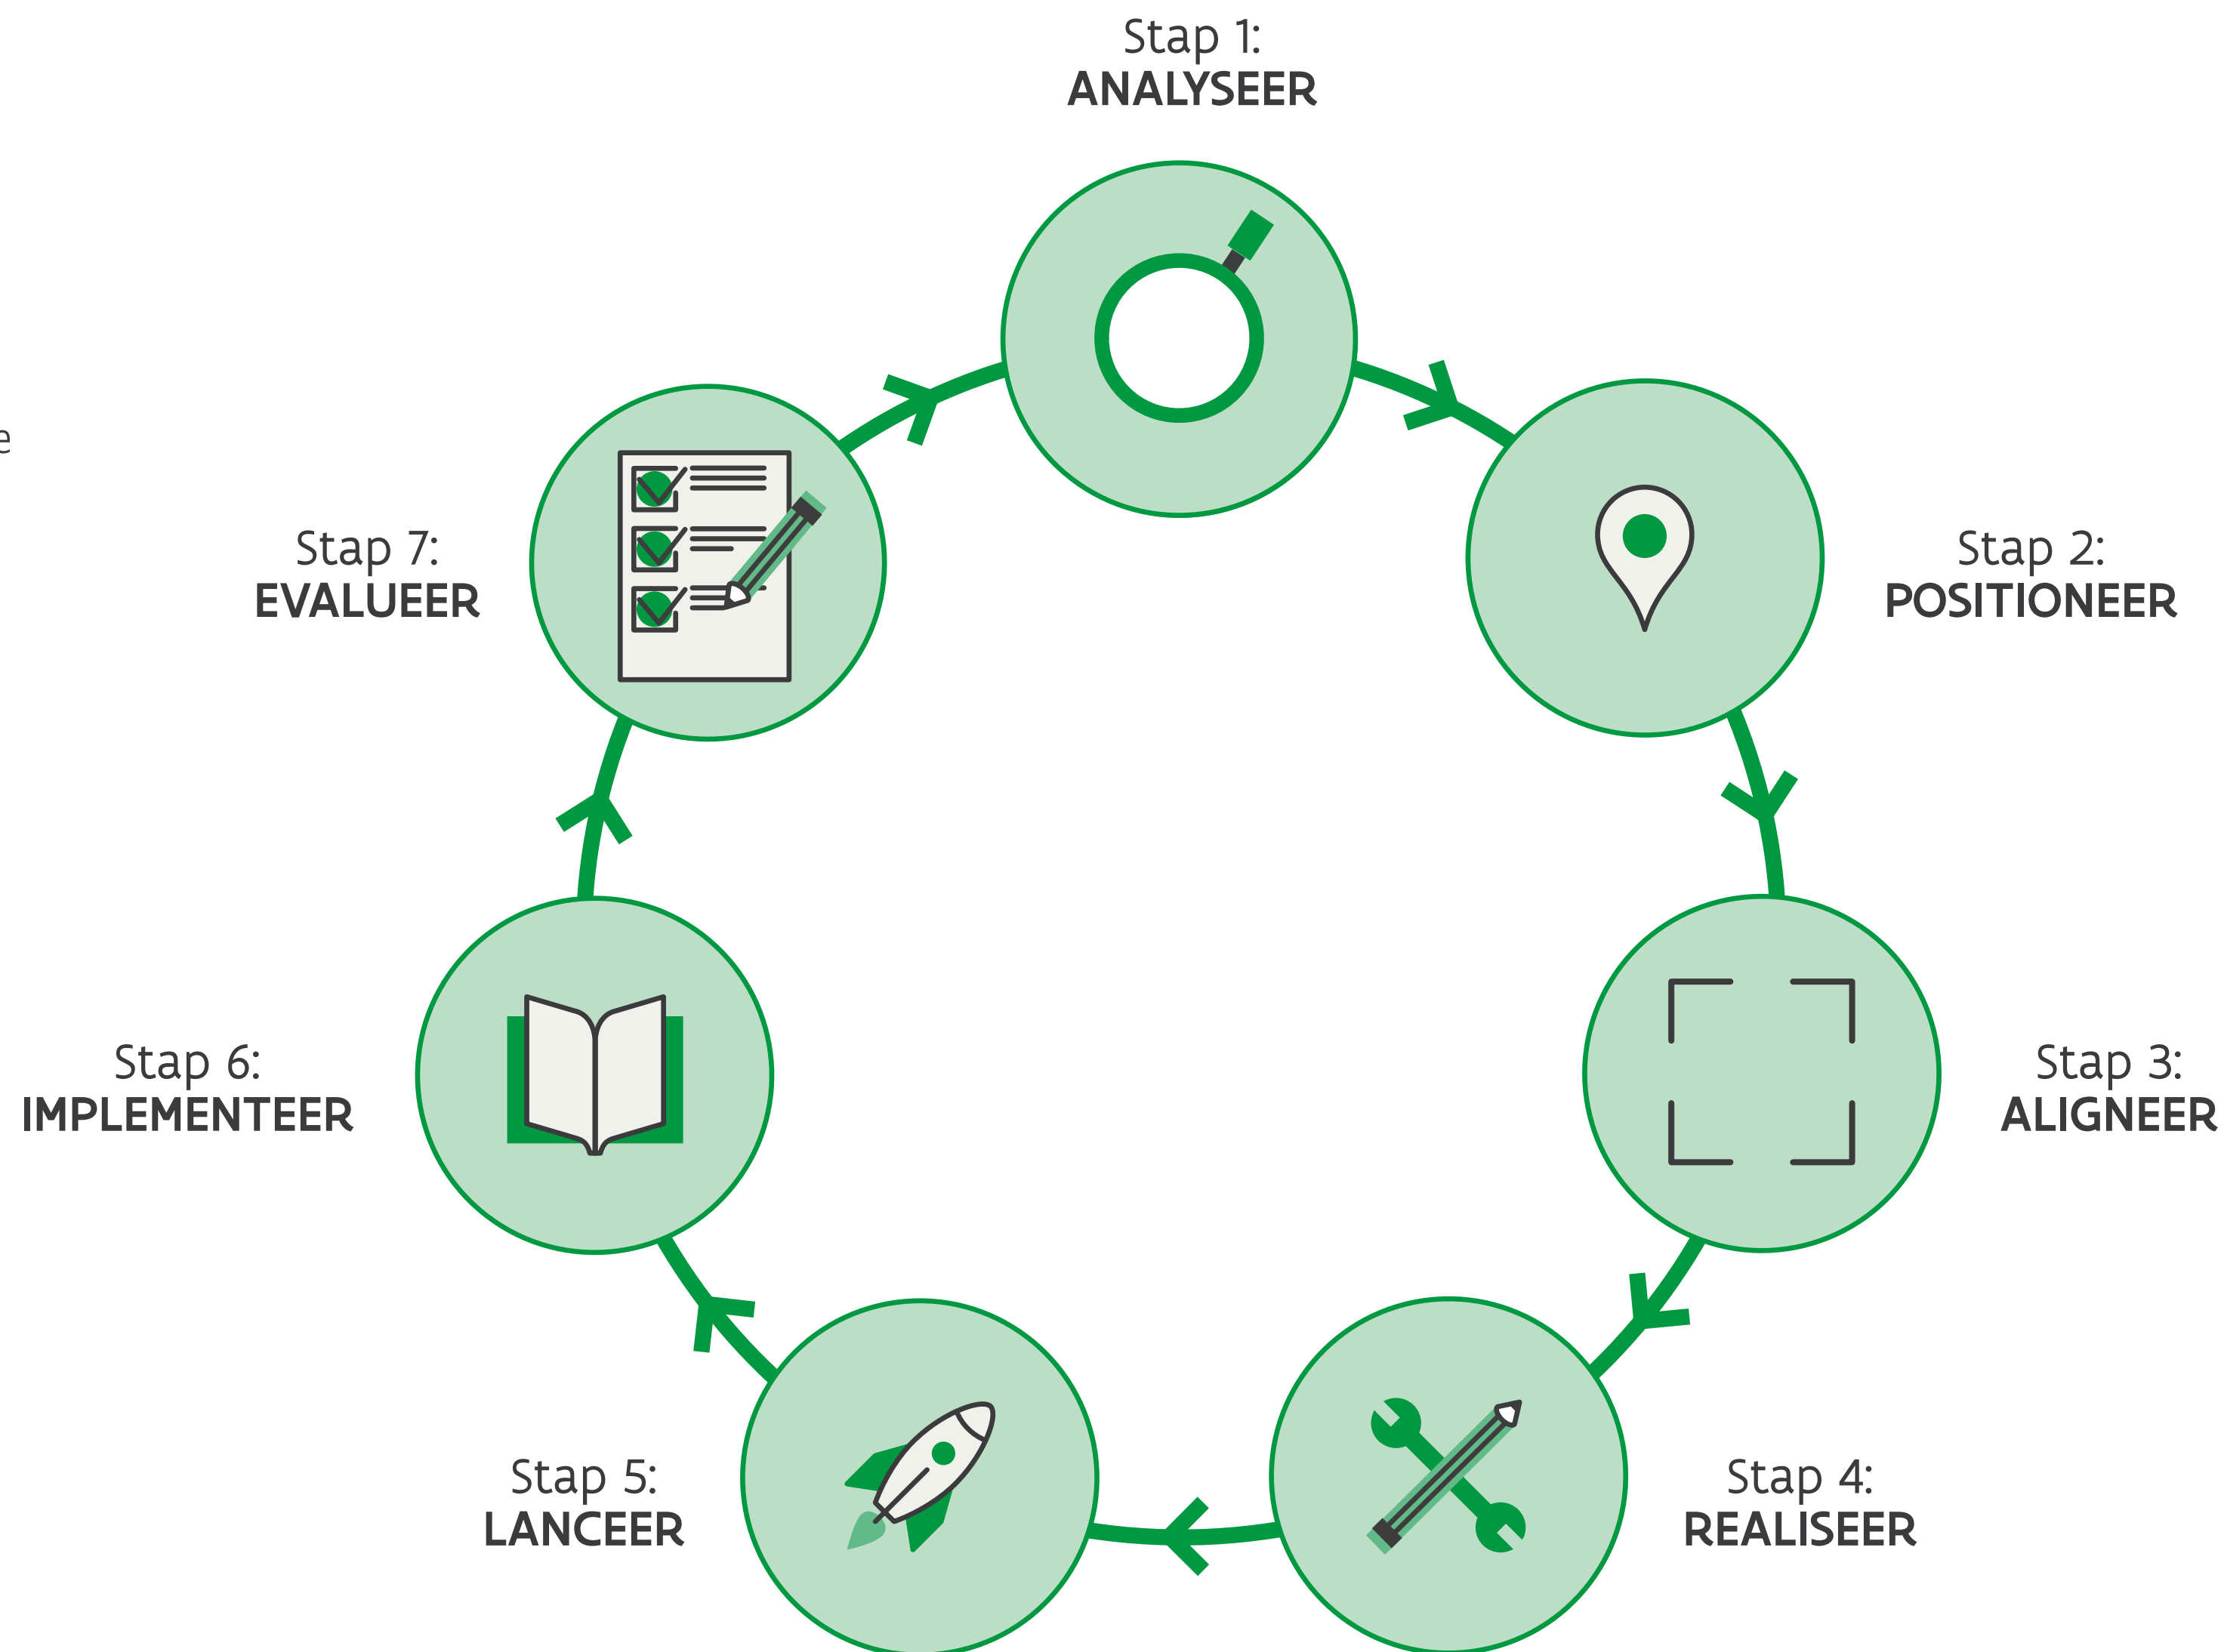 Stap 1:
ANALYSEER
Stap 2:
POSITIONEER
Stap 3:
ALIGNEER
Stap 4:
REALISEER
Stap 5:
LANCEER
Stap 6:
IMPLEMENTEER
Stap 7:
EVALUEER